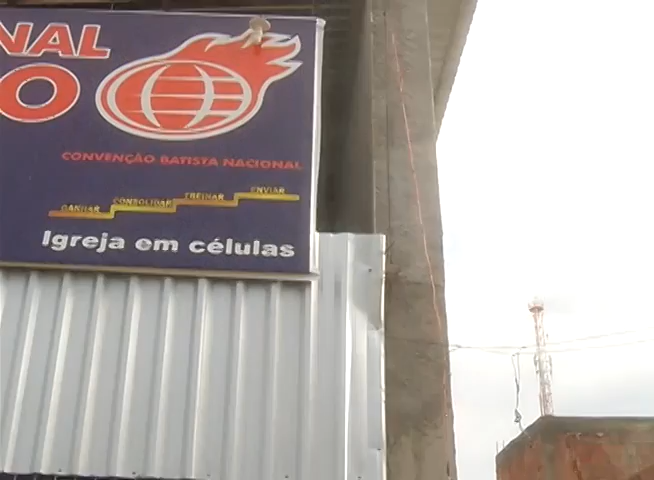 NAL
O
CONVENÇÃO BATISTA NACIONAL
GANHAR CONSOLIDAR TREINAR ENVIAR
Igreja em células